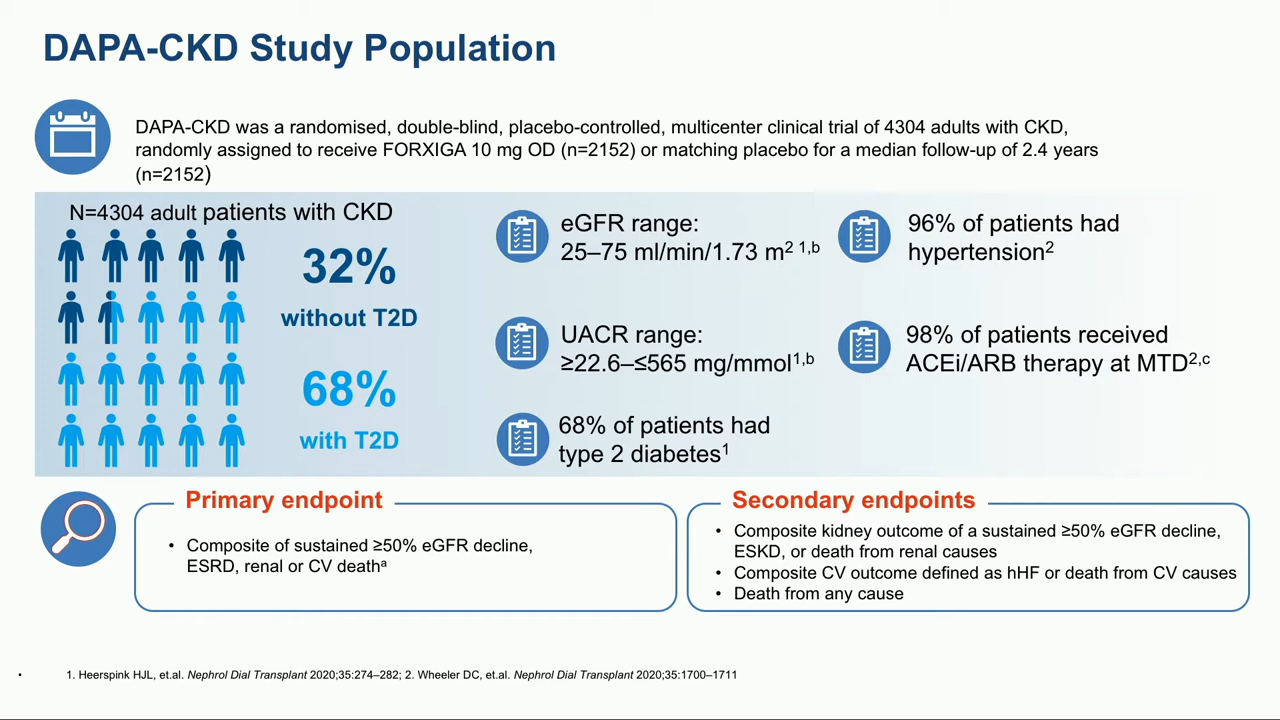 DAPA-CKD Study Population
DAPA-CKD was a randomised, double-blind, placebo-controlled, multicenter clinical trial of 4304 adults with CKD,
randomly assigned to receive FORXIGA 10 mg OD (n=2152) or matching placebo for a median follow-up of 2.4 years
(n=2152)
N=4304 adult patients with CKD
32%
without T2D
68%
with T2D
eGFR range:
25–75 ml/min/1.73 m² ¹,ᵇ
UACR range:
≥22.6–≤565 mg/mmol¹,ᵇ
68% of patients had
type 2 diabetes¹
96% of patients had
hypertension²
98% of patients received
ACEi/ARB therapy at MTD²,ᶜ
Primary endpoint
• Composite of sustained ≥50% eGFR decline,
ESRD, renal or CV deathᵃ
Secondary endpoints
• Composite kidney outcome of a sustained ≥50% eGFR decline,
ESKD, or death from renal causes
• Composite CV outcome defined as hHF or death from CV causes
• Death from any cause
• 1. Heerspink HJL, et.al. Nephrol Dial Transplant 2020;35:274–282; 2. Wheeler DC, et.al. Nephrol Dial Transplant 2020;35:1700–1711